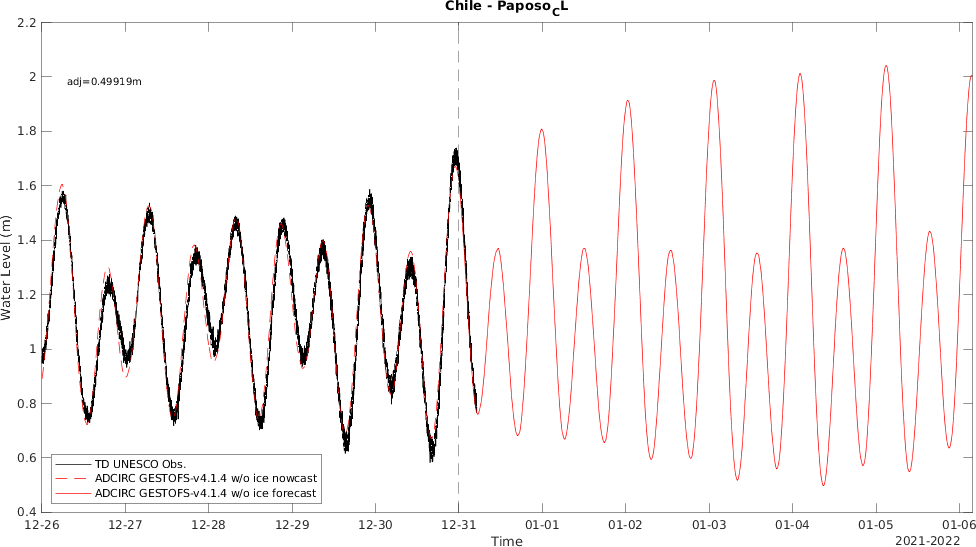 Chile - Paposo_CL
2.2
2
1.8
1.6
1.4
1.2
1
0.8
0.6
0.4
Water Level (m)
adj=0.49919m
TD UNESCO Obs.
ADCIRC GESTOFS-v4.1.4 w/o ice nowcast
ADCIRC GESTOFS-v4.1.4 w/o ice forecast
12-26 12-27 12-28 12-29 12-30 12-31 01-01 01-02 01-03 01-04 01-05 01-06
Time
2021-2022